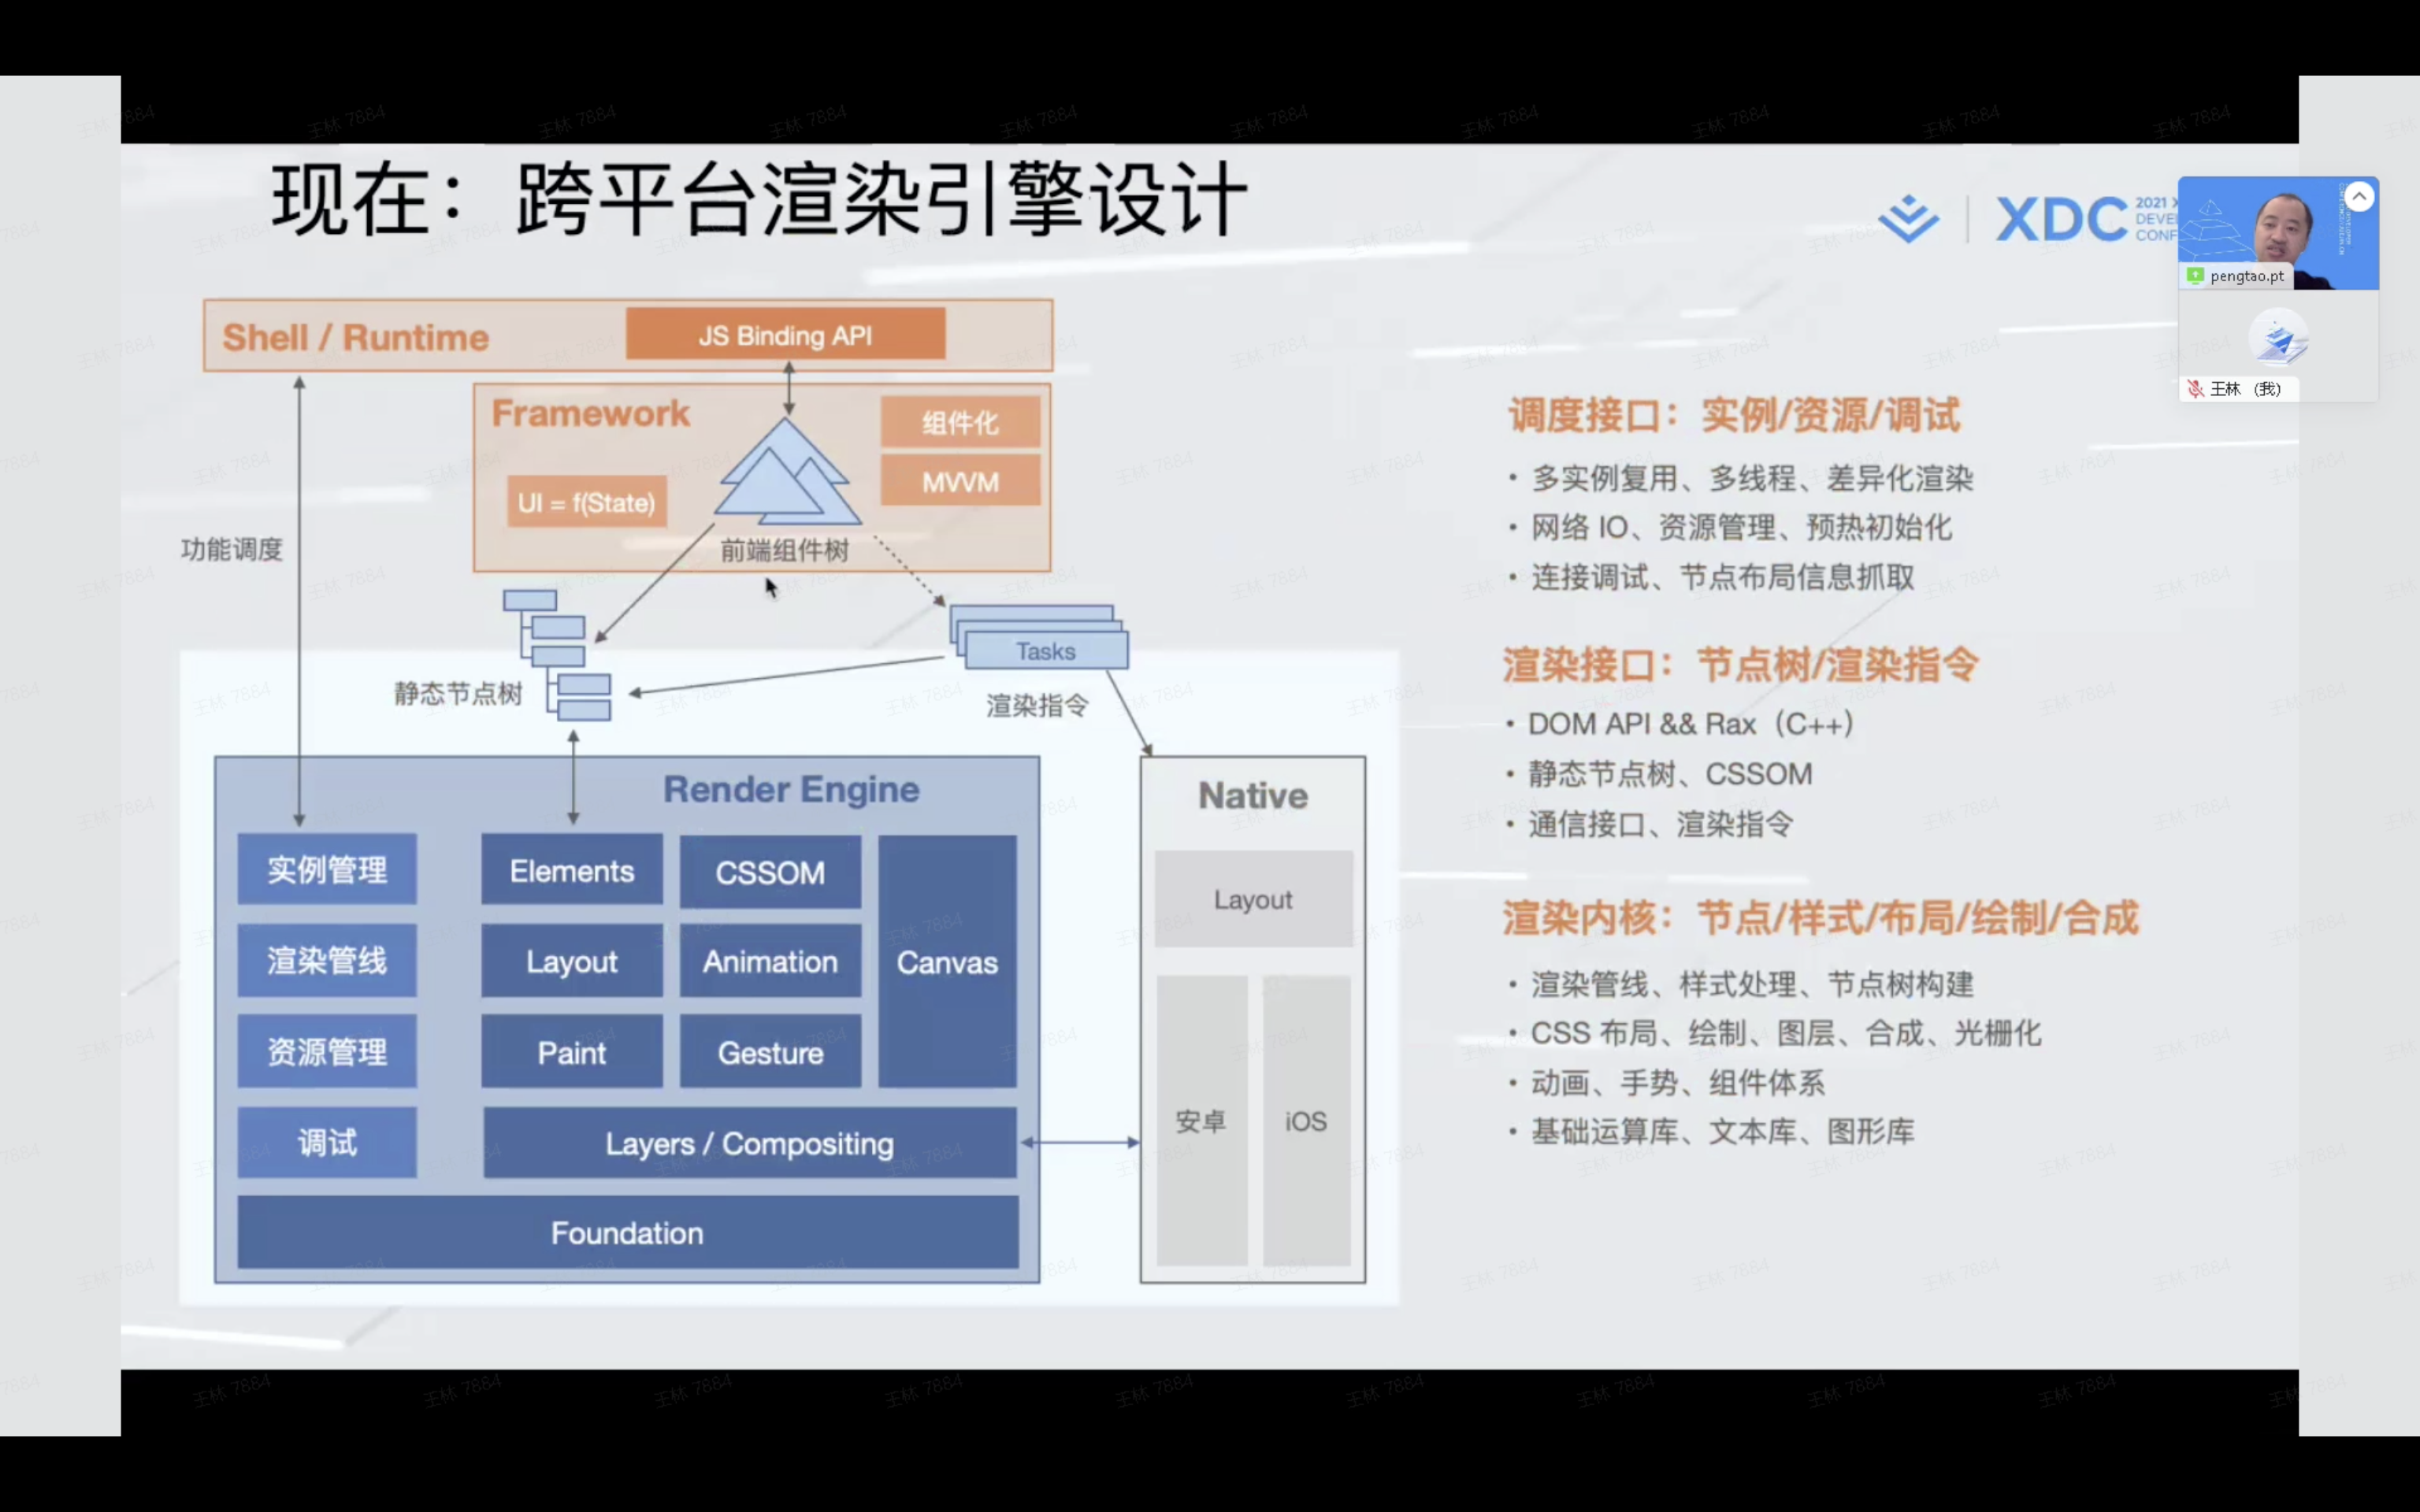 现在：跨平台渲染引擎设计
XDC
2021 X
DEVEL
CONF
pengtao.pt
王林 （我）
Shell / Runtime
JS Binding API
Framework
组件化
MVVM
UI = f(State)
前端组件树
功能调度
Tasks
静态节点树
渲染指令
Render Engine
实例管理
Elements
CSSOM
渲染管线
Layout
Animation
Canvas
资源管理
Paint
Gesture
调试
Layers / Compositing
Foundation
Native
Layout
安卓
iOS
调度接口：实例/资源/调试
• 多实例复用、多线程、差异化渲染
• 网络 IO、资源管理、预热初始化
• 连接调试、节点布局信息抓取
渲染接口：节点树/渲染指令
• DOM API && Rax（C++）
• 静态节点树、CSSOM
• 通信接口、渲染指令
渲染内核：节点/样式/布局/绘制/合成
• 渲染管线、样式处理、节点树构建
• CSS 布局、绘制、图层、合成、光栅化
• 动画、手势、组件体系
• 基础运算库、文本库、图形库
王林 7884